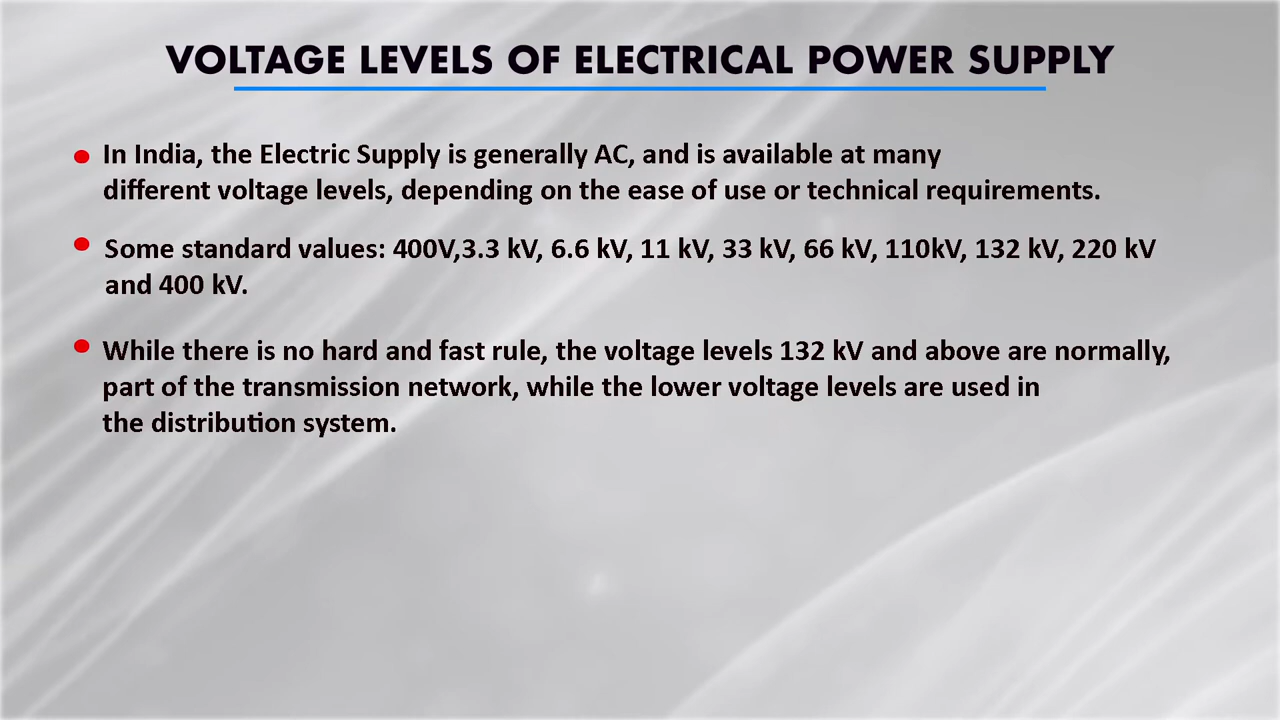 VOLTAGE LEVELS OF ELECTRICAL POWER SUPPLY
In India, the Electric Supply is generally AC, and is available at many
different voltage levels, depending on the ease of use or technical requirements.
Some standard values: 400V,3.3 kV, 6.6 kV, 11 kV, 33 kV, 66 kV, 110kV, 132 kV, 220 kV
and 400 kV.
While there is no hard and fast rule, the voltage levels 132 kV and above are normally,
part of the transmission network, while the lower voltage levels are used in
the distribution system.